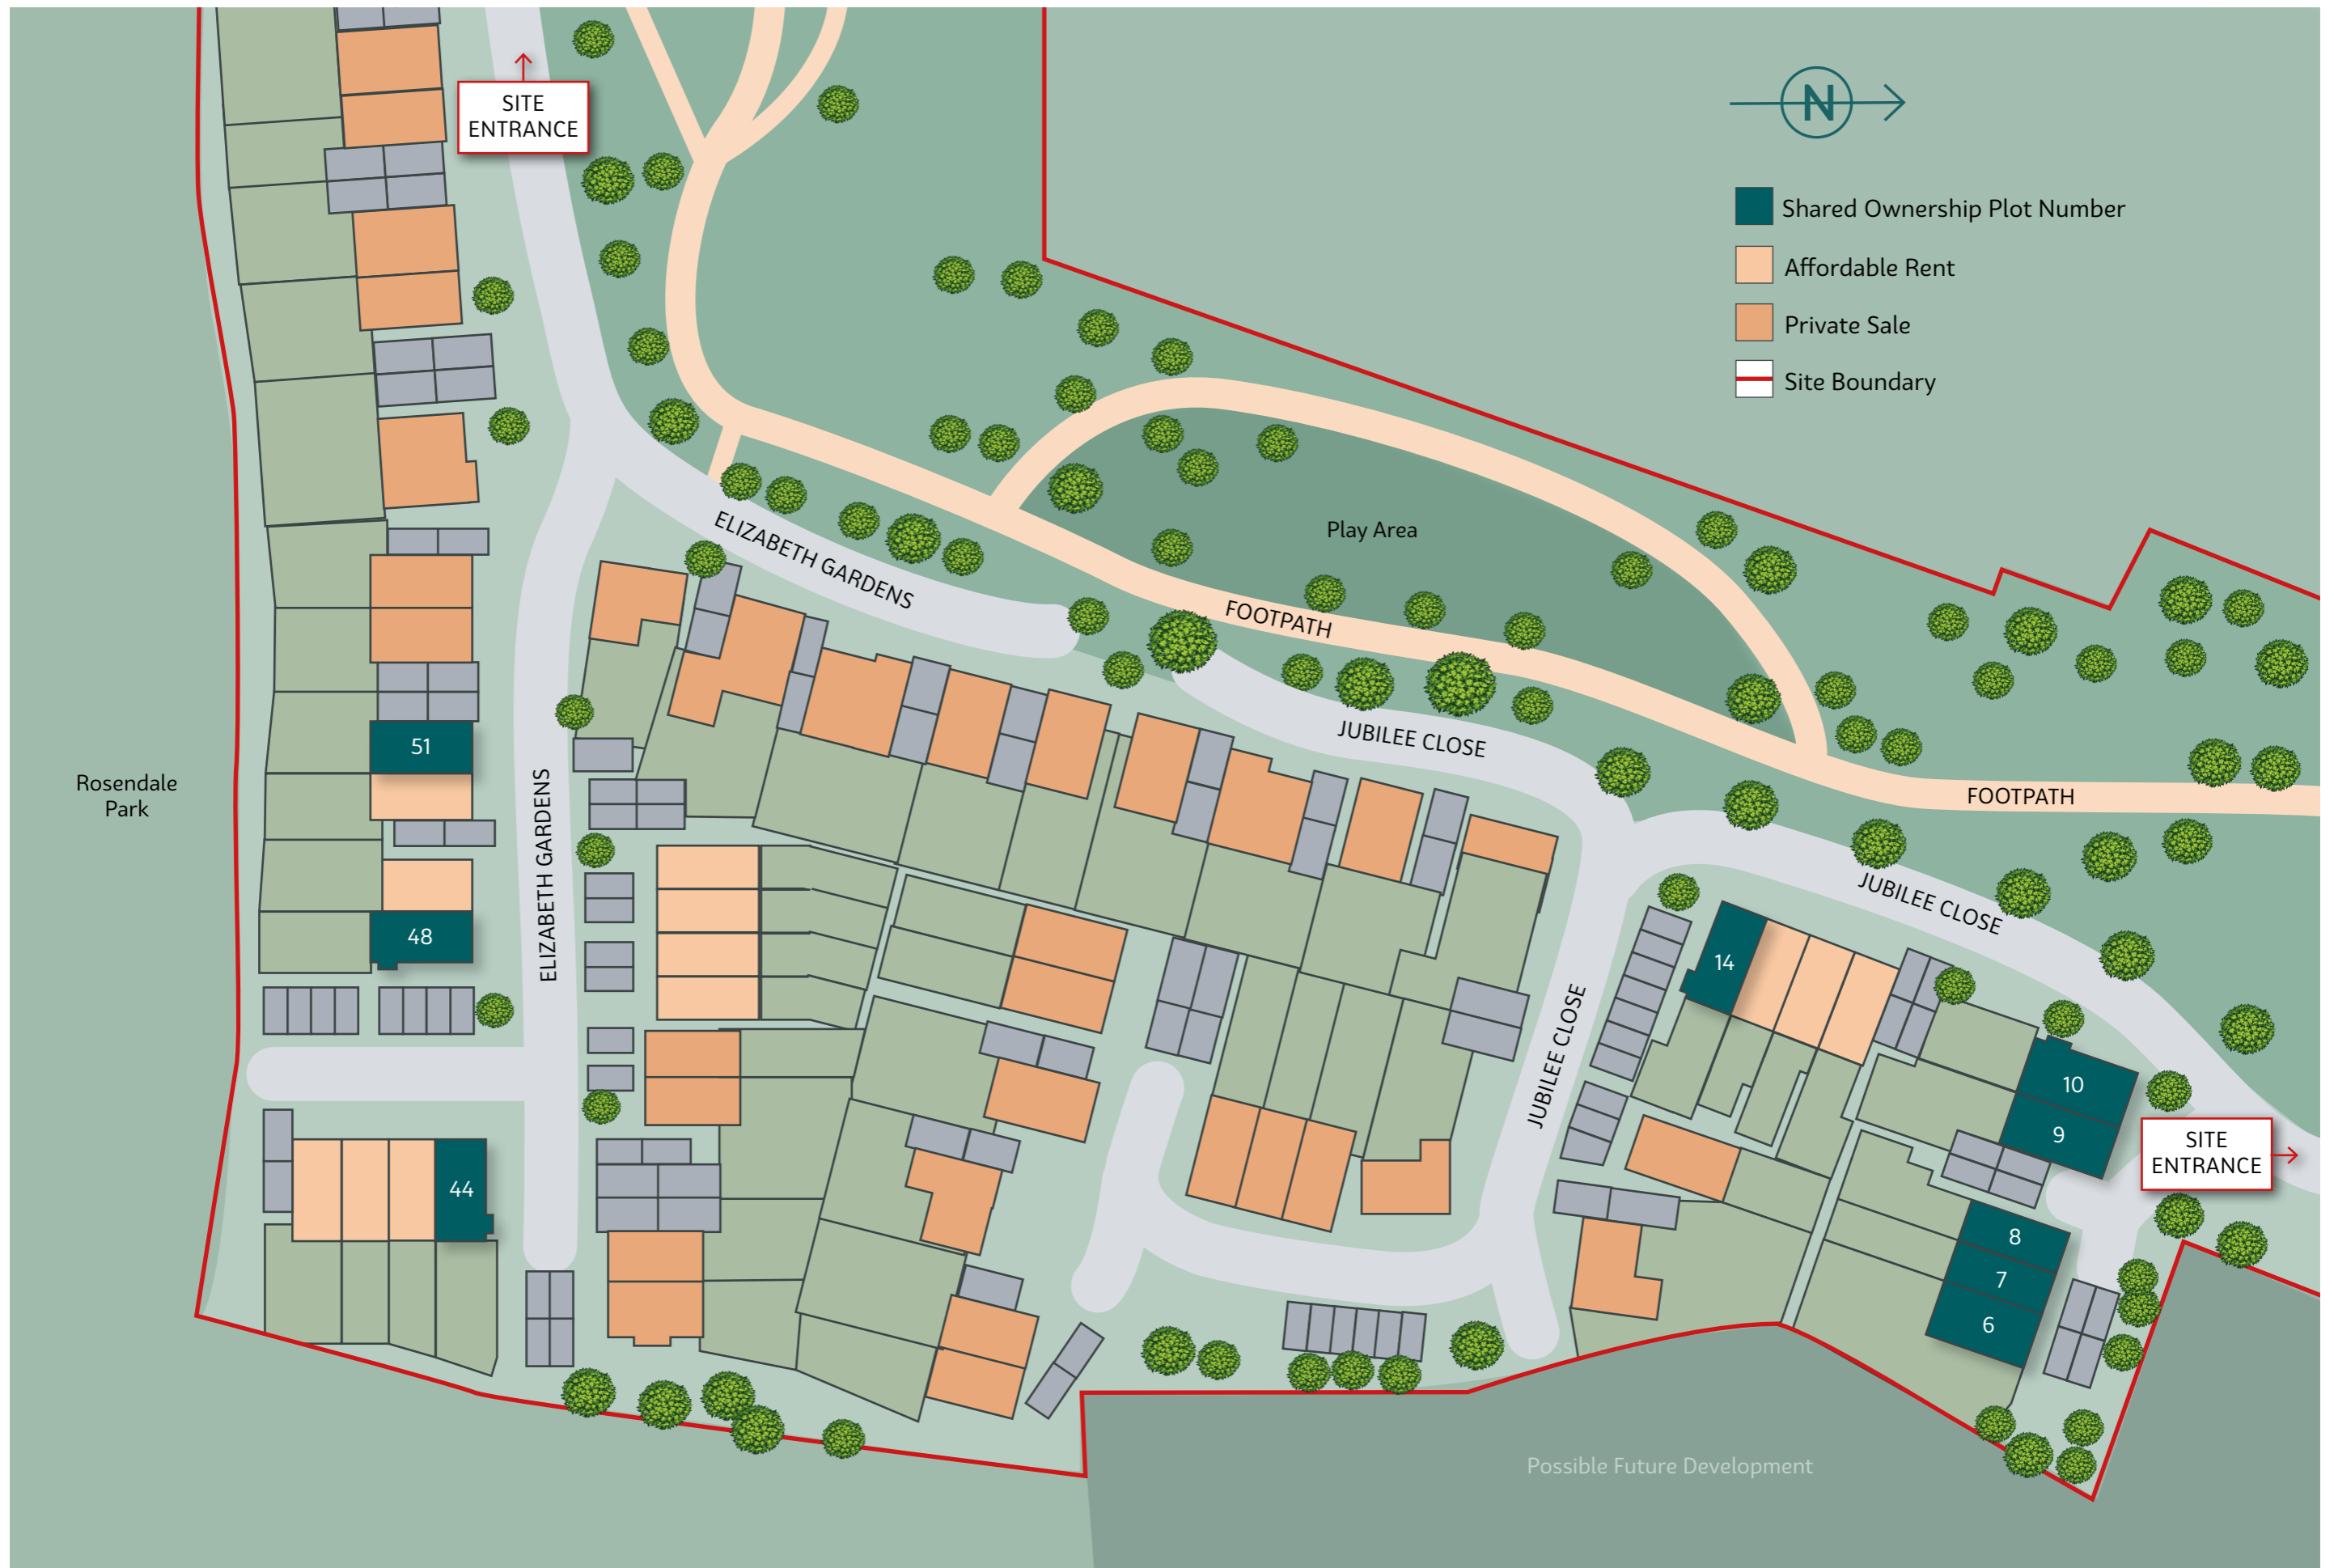 SITE
ENTRANCE
N
Shared Ownership Plot Number
Affordable Rent
Private Sale
Site Boundary
Play Area
ELIZABETH GARDENS
FOOTPATH
JUBILEE CLOSE
51
Rosendale
Park
FOOTPATH
ELIZABETH GARDENS
JUBILEE CLOSE
48
14
JUBILEE CLOSE
10
9
SITE
ENTRANCE
44
8
7
6
Possible Future Development